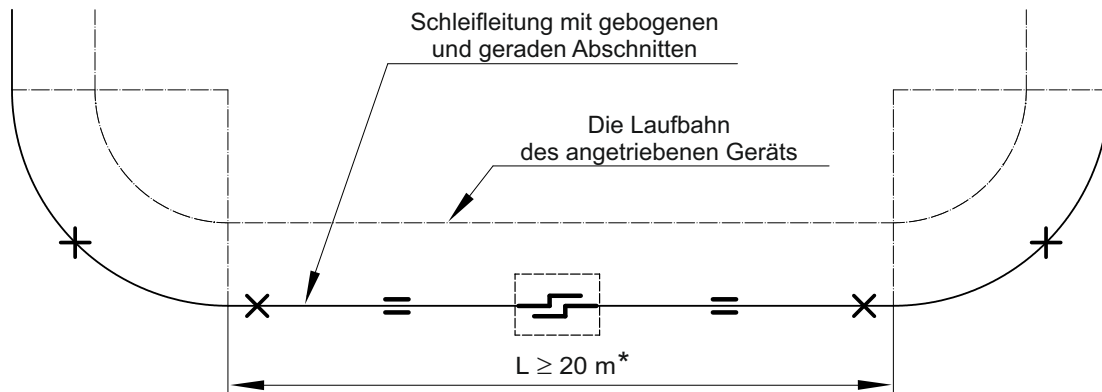 Schleifleitung mit gebogenen
und geraden Abschnitten
Die Laufbahn
des angetriebenen Geräts
L ≥ 20 m*